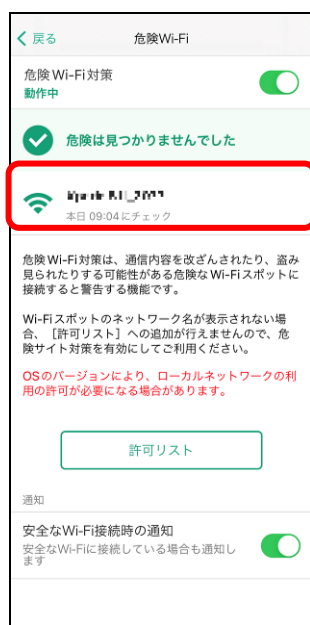 戻る
危険Wi-Fi
危険Wi-Fi対策
動作中
危険は見つかりませんでした
本日 09:04にチェック
危険Wi-Fi対策は、通信内容を改ざんされたり、盗み
見られたりする可能性がある危険なWi-Fiスポットに
接続すると警告する機能です。
Wi-Fiスポットのネットワーク名が表示されない場
合、[許可リスト]への追加が行えませんので、危
険サイト対策を有効にしてご利用ください。
OSのバージョンにより、ローカルネットワークの利
用の許可が必要になる場合があります。
許可リスト
通知
安全なWi-Fi接続時の通知
安全なWi-Fiに接続している場合も通知し
ます